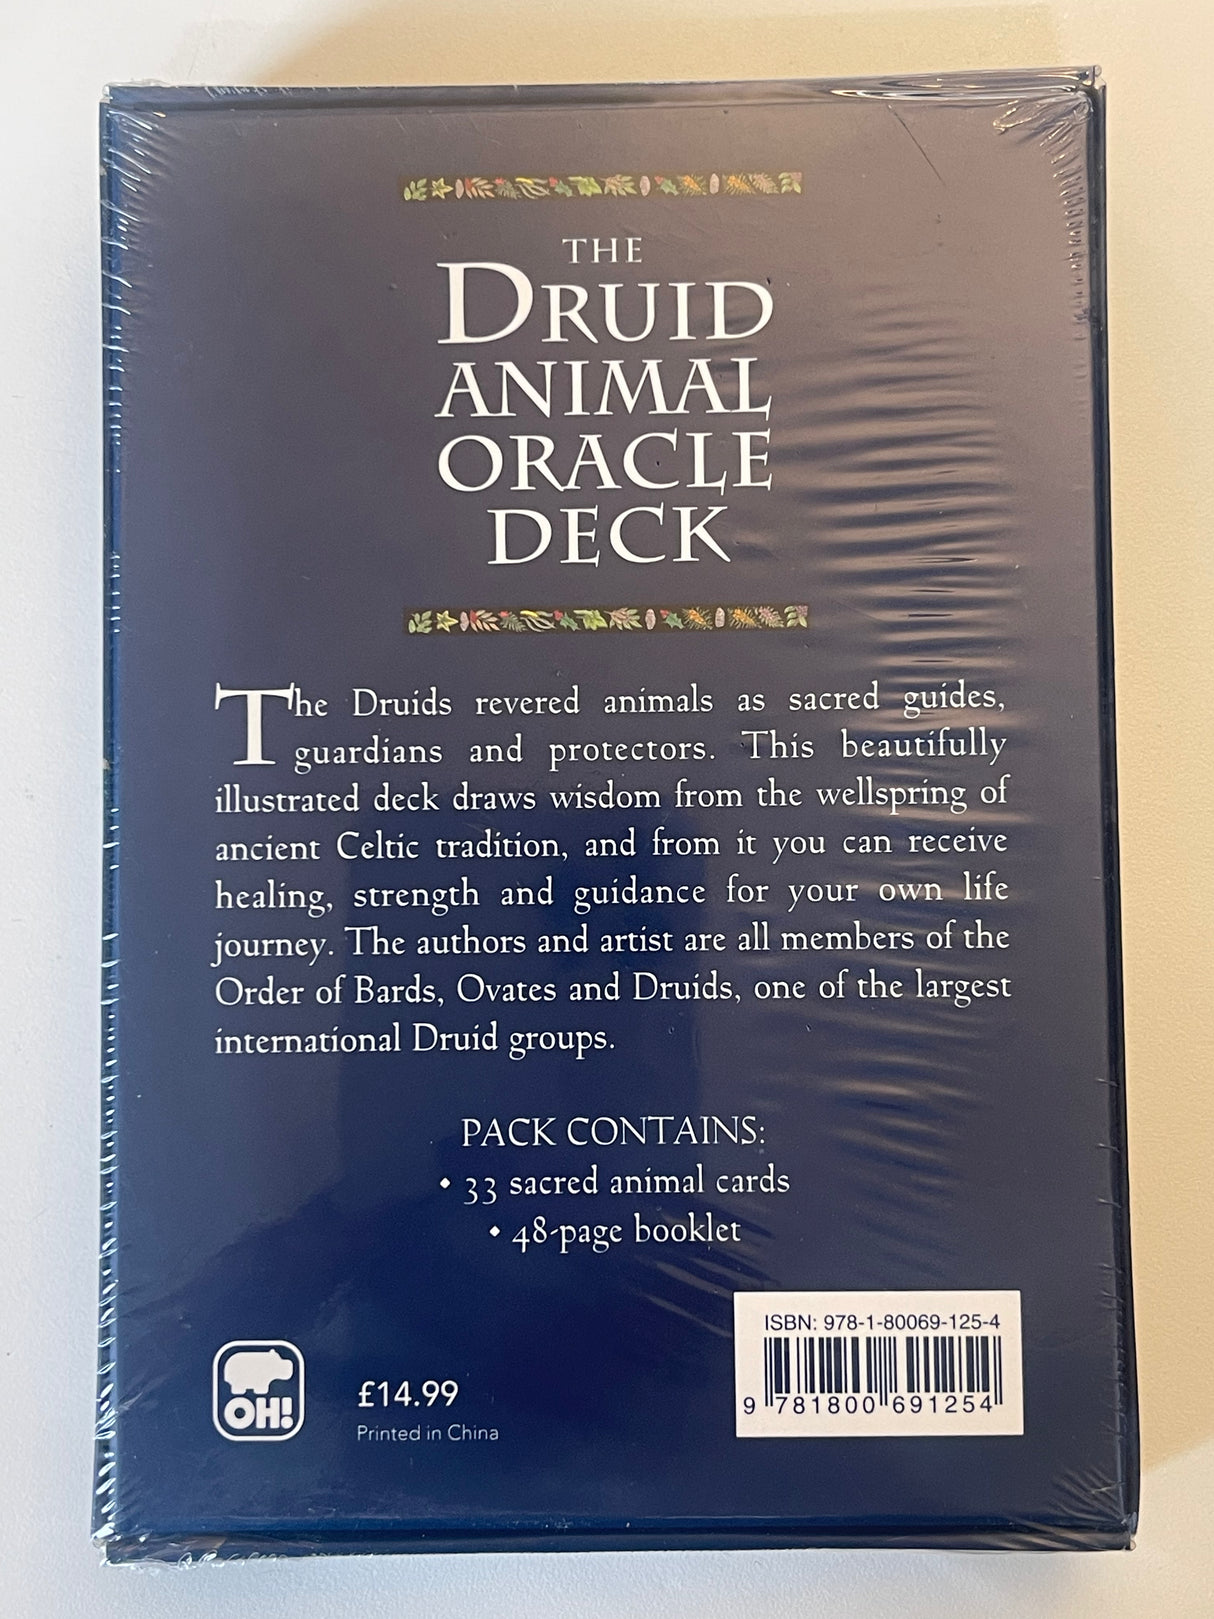 THE
DRUID
ANIMAL
ORACLE
DECK
The Druids revered animals as sacred guides,
guardians and protectors. This beautifully
illustrated deck draws wisdom from the wellspring of
ancient Celtic tradition, and from it you can receive
healing, strength and guidance for your own life
journey. The authors and artist are all members of the
Order of Bards, Ovates and Druids, one of the largest
international Druid groups.
PACK CONTAINS:
• 33 sacred animal cards
• 48-page booklet
ISBN: 978-1-80069-125-4
9 781800 691254
OH!
£14.99
Printed in China